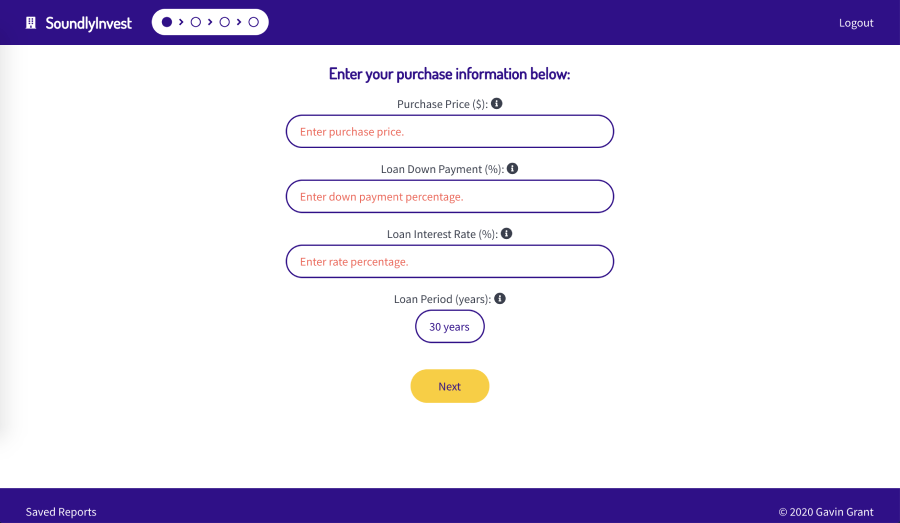 SoundlyInvest
Logout
Enter your purchase information below:
Purchase Price ($):
Enter purchase price.
Loan Down Payment (%):
Enter down payment percentage.
Loan Interest Rate (%):
Enter rate percentage.
Loan Period (years):
30 years
Next
Saved Reports
© 2020 Gavin Grant